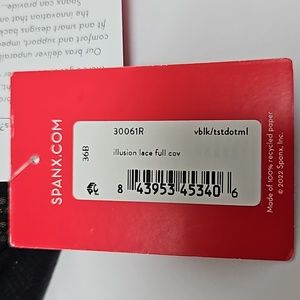 Spanx can provide.
the innovation that
fit and smart designs back
comfort and support, impec
Our bras deliver unparall
SPANX.COM
30061R
vblk/tstdotml
36B
illusion lace full cov
8 43953 45340 6
Made of 100% recycled paper
© 2022 Spanx, Inc.